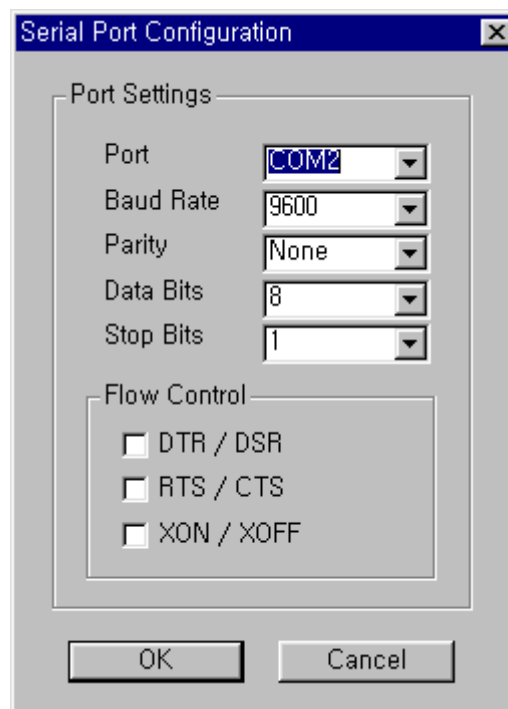 Serial Port Configuration
Port Settings
Port COM2
Baud Rate 9600
Parity None
Data Bits 8
Stop Bits 1
Flow Control
DTR / DSR
RTS / CTS
XON / XOFF
OK Cancel